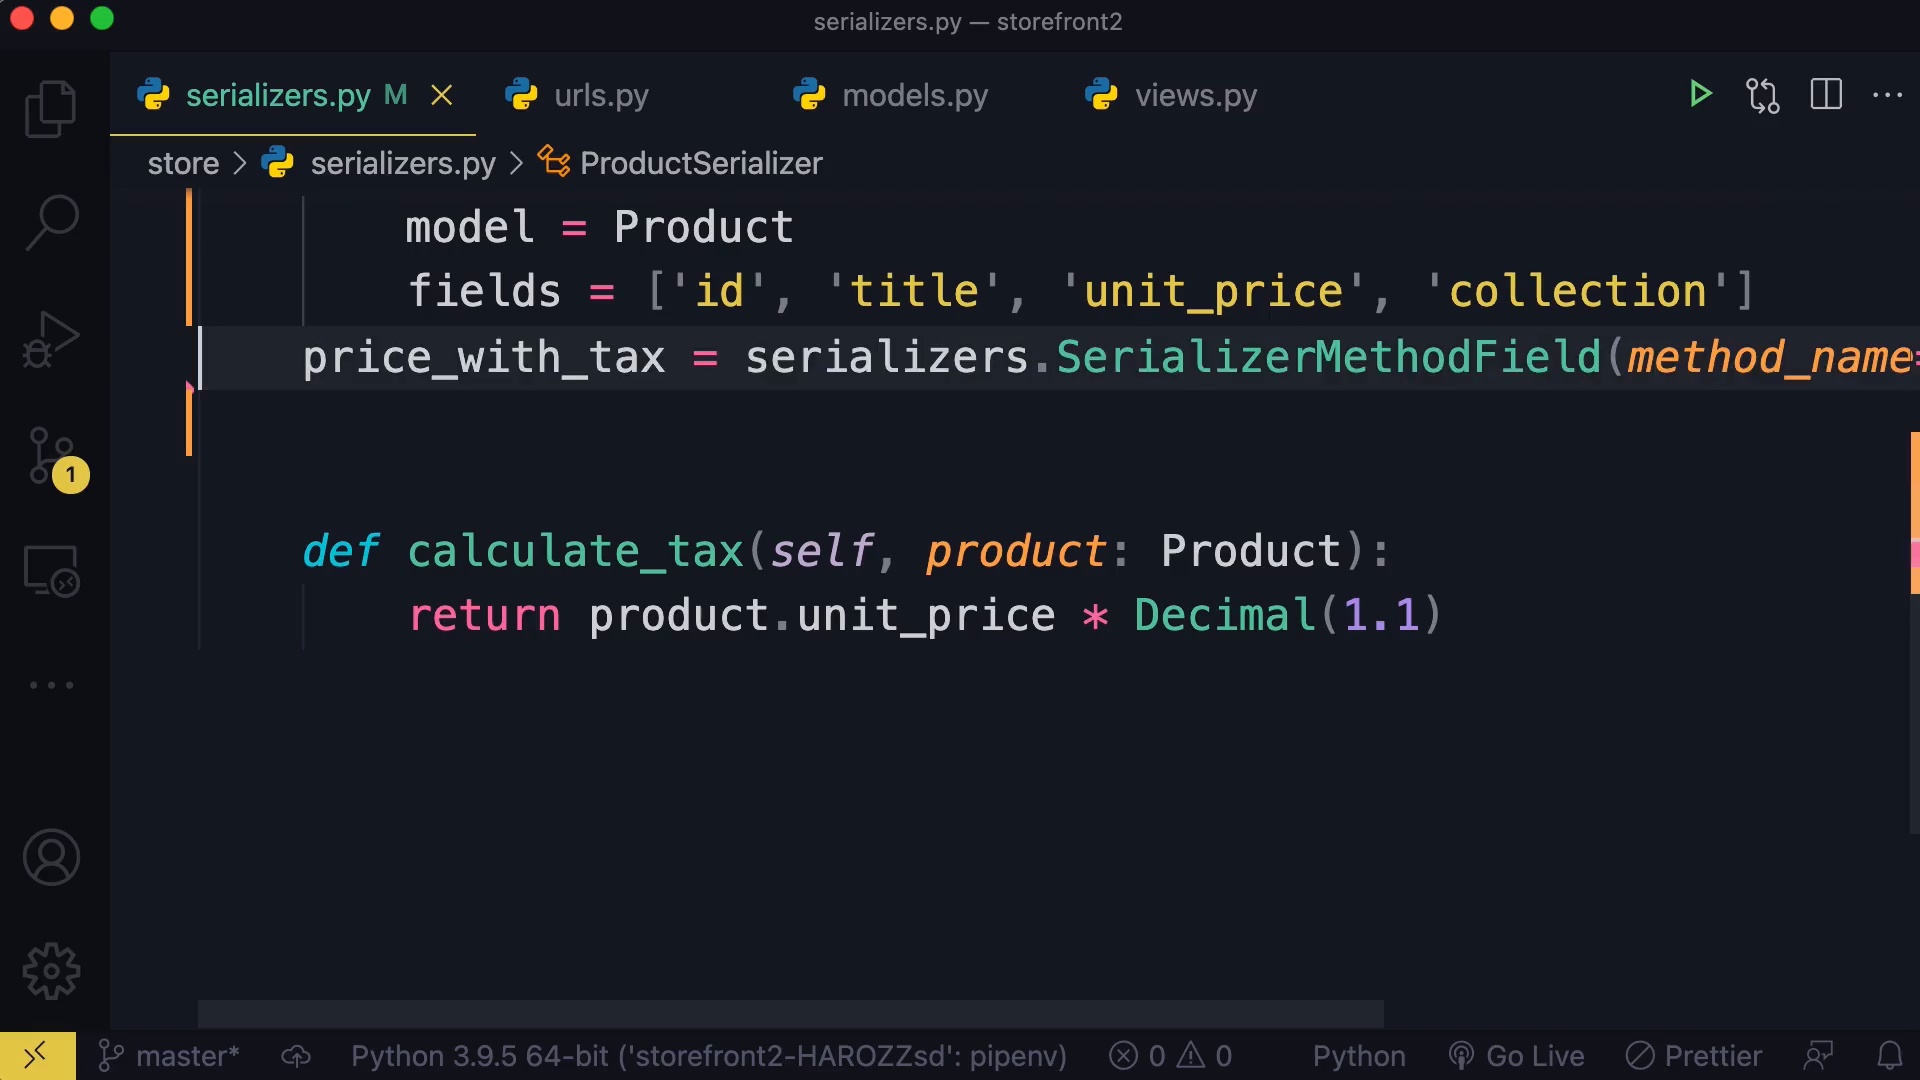 serializers.py — storefront2
serializers.py M urls.py models.py views.py
store > serializers.py > ProductSerializer
model = Product
fields = ['id', 'title', 'unit_price', 'collection']
price_with_tax = serializers.SerializerMethodField(method_name=
def calculate_tax(self, product: Product):
return product.unit_price * Decimal(1.1)
1
master* Python 3.9.5 64-bit ('storefront2-HAROZZsd': pipenv) 0 0 Python Go Live Prettier